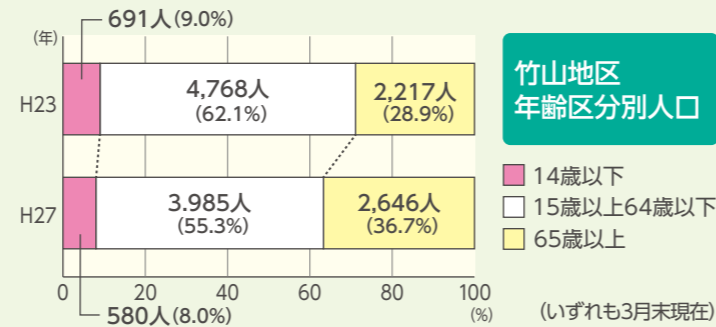 691人(9.0%)
(年)
H23
4,768人
(62.1%)
2,217人
(28.9%)
H27
3.985人
(55.3%)
2,646人
(36.7%)
0 20 40 60 80 100
(%)
580人(8.0%)
竹山地区
年齢区分別人口
14歳以下
15歳以上64歳以下
65歳以上
(いずれも3月末現在)